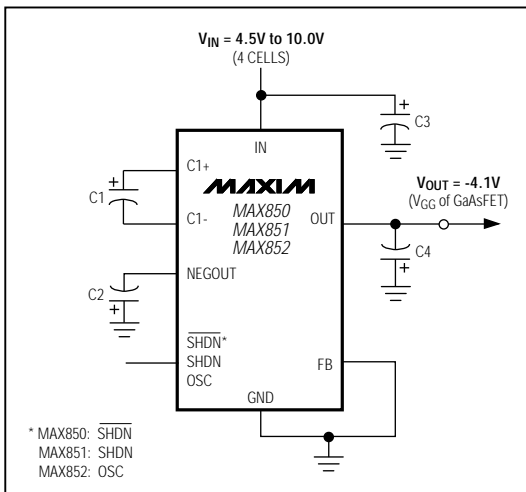 VIN = 4.5V to 10.0V
(4 CELLS)
+
C3
IN
C1+
+
C1
C1-
MAXIM
MAX850
MAX851
MAX852
OUT
VOUT = -4.1V
(VGG of GaAsFET)
C4
+
NEGOUT
C2
+
SHDN*
SHDN
OSC
FB
GND
* MAX850: SHDN
MAX851: SHDN
MAX852: OSC